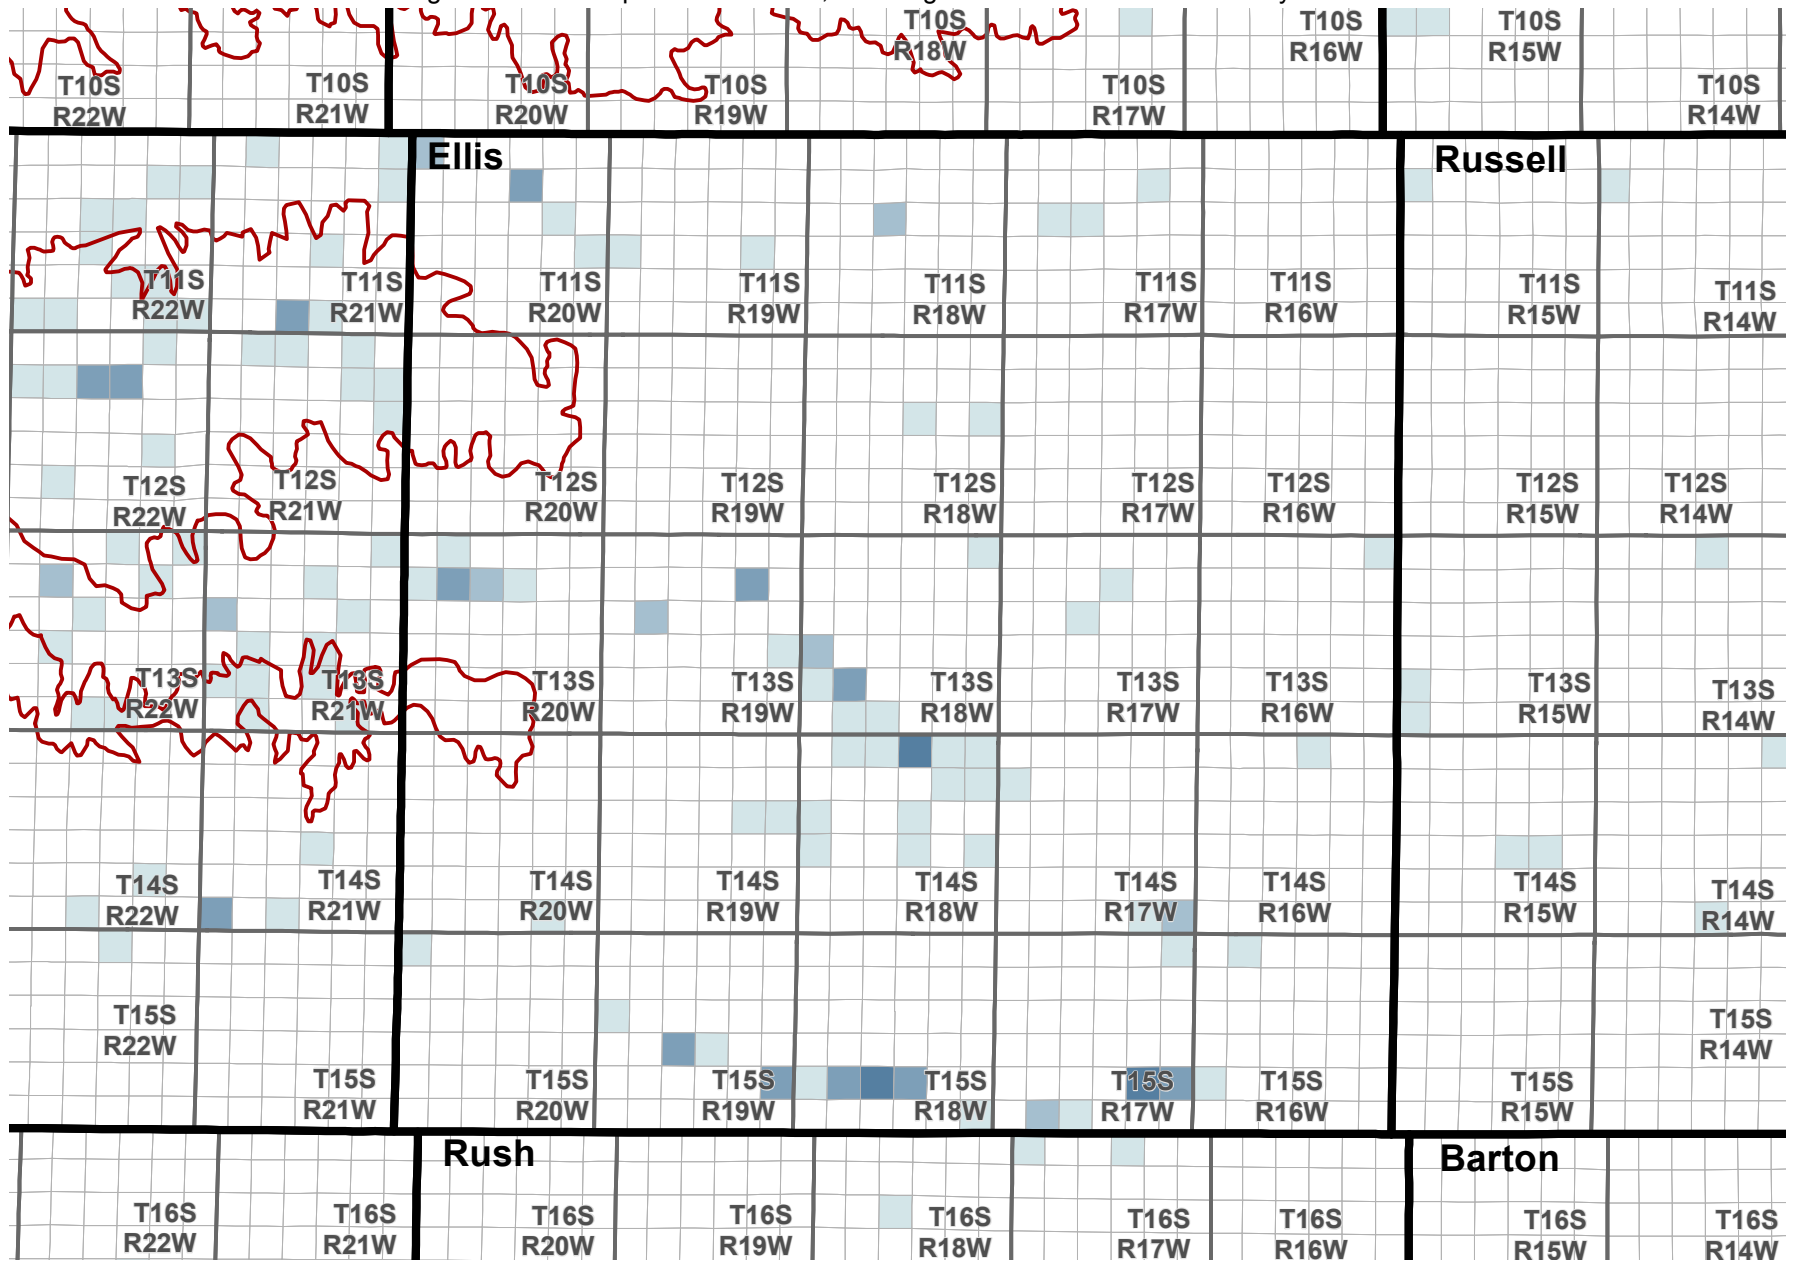 T10S
R18W
T10S
R16W
T10S
R15W
T10S
R22W
T10S
R21W
T10S
R20W
T10S
R19W
T10S
R17W
T10S
R14W
Ellis
Russell
T11S
R22W
T11S
R21W
T11S
R20W
T11S
R19W
T11S
R18W
T11S
R17W
T11S
R16W
T11S
R15W
T11S
R14W
T12S
R22W
T12S
R21W
T12S
R20W
T12S
R19W
T12S
R18W
T12S
R17W
T12S
R16W
T12S
R15W
T12S
R14W
T13S
R22W
T13S
R21W
T13S
R20W
T13S
R19W
T13S
R18W
T13S
R17W
T13S
R16W
T13S
R15W
T13S
R14W
T14S
R22W
T14S
R21W
T14S
R20W
T14S
R19W
T14S
R18W
T14S
R17W
T14S
R16W
T14S
R15W
T14S
R14W
T15S
R22W
T15S
R21W
T15S
R20W
T15S
R19W
T15S
R18W
T15S
R17W
T15S
R16W
T15S
R15W
T15S
R14W
Rush
Barton
T16S
R22W
T16S
R21W
T16S
R20W
T16S
R19W
T16S
R18W
T16S
R17W
T16S
R16W
T16S
R15W
T16S
R14W